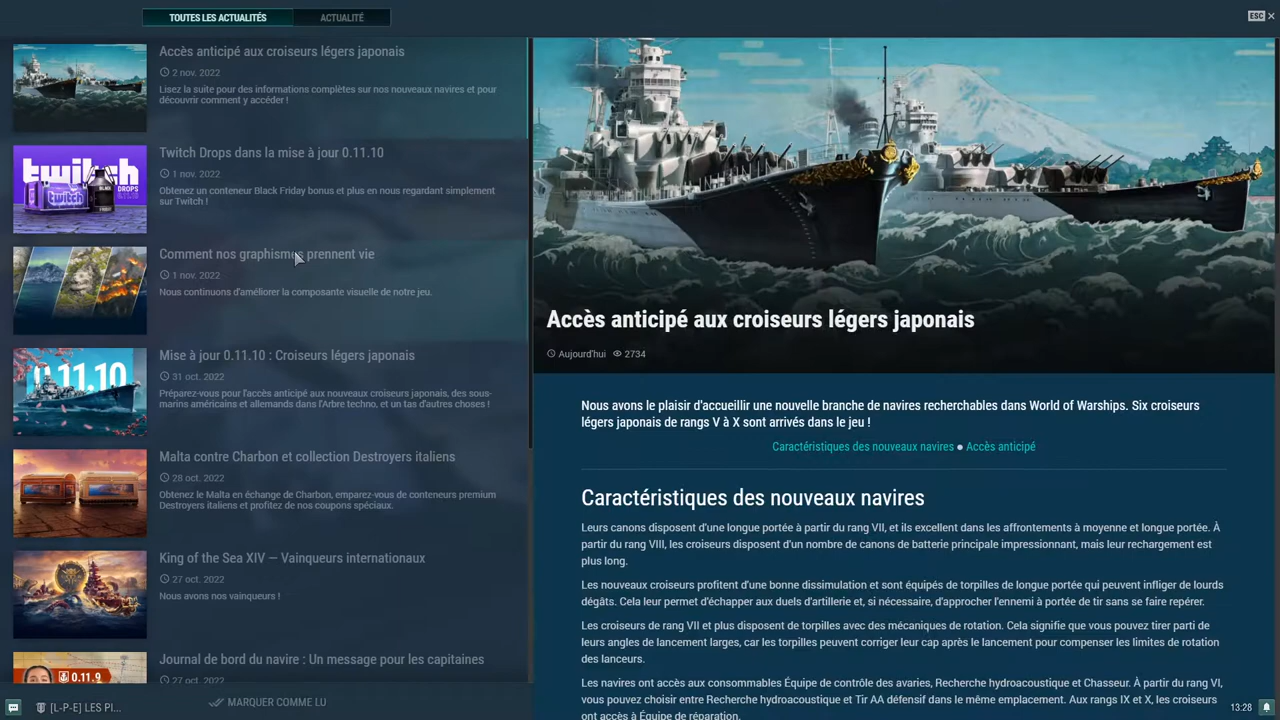 TOUTES LES ACTUALITÉS
ACTUALITÉ
ESC
Accès anticipé aux croiseurs légers japonais
2 nov. 2022
Lisez la suite pour des informations complètes sur nos nouveaux navires et pour
découvrir comment y accéder !
twitch
DROPS
twitch
Twitch Drops dans la mise à jour 0.11.10
1 nov. 2022
Obtenez un conteneur Black Friday bonus et plus en nous regardant simplement
sur Twitch !
Comment nos graphismes prennent vie
1 nov. 2022
Nous continuons d'améliorer la composante visuelle de notre jeu.
0.11.10
Mise à jour 0.11.10 : Croiseurs légers japonais
31 oct. 2022
Préparez-vous pour l'accès anticipé aux nouveaux croiseurs japonais, des sous-
marins américains et allemands dans l'Arbre techno, et un tas d'autres choses !
Malta contre Charbon et collection Destroyers italiens
28 oct. 2022
Obtenez le Malta en échange de Charbon, emparez-vous de conteneurs premium
Destroyers italiens et profitez de nos coupons spéciaux.
King of the Sea XIV — Vainqueurs internationaux
27 oct. 2022
Nous avons nos vainqueurs !
0.11.9
Journal de bord du navire : Un message pour les capitaines
27 oct. 2022
MARQUER COMME LU
[L-P-E] LES PI...
Accès anticipé aux croiseurs légers japonais
Aujourd'hui 2734
Nous avons le plaisir d'accueillir une nouvelle branche de navires recherchables dans World of Warships. Six croiseurs
légers japonais de rangs V à X sont arrivés dans le jeu !
Caractéristiques des nouveaux navires ● Accès anticipé
Caractéristiques des nouveaux navires
Leurs canons disposent d'une longue portée à partir du rang VII, et ils excellent dans les affrontements à moyenne et longue portée. À
partir du rang VIII, les croiseurs disposent d'un nombre de canons de batterie principale impressionnant, mais leur rechargement est
plus long.
Les nouveaux croiseurs profitent d'une bonne dissimulation et sont équipés de torpilles de longue portée qui peuvent infliger de lourds
dégâts. Cela leur permet d'échapper aux duels d'artillerie et, si nécessaire, d'approcher l'ennemi à portée de tir sans se faire repérer.
Les croiseurs de rang VII et plus disposent de torpilles avec des mécaniques de rotation. Cela signifie que vous pouvez tirer parti de
leurs angles de lancement larges, car les torpilles peuvent corriger leur cap après le lancement pour compenser les limites de rotation
des lanceurs.
Les navires ont accès aux consommables Équipe de contrôle des avaries, Recherche hydroacoustique et Chasseur. À partir du rang VI,
vous pouvez choisir entre Recherche hydroacoustique et Tir AA défensif dans le même emplacement. Aux rangs IX et X, les croiseurs
ont accès à Équipe de réparation.
13:28